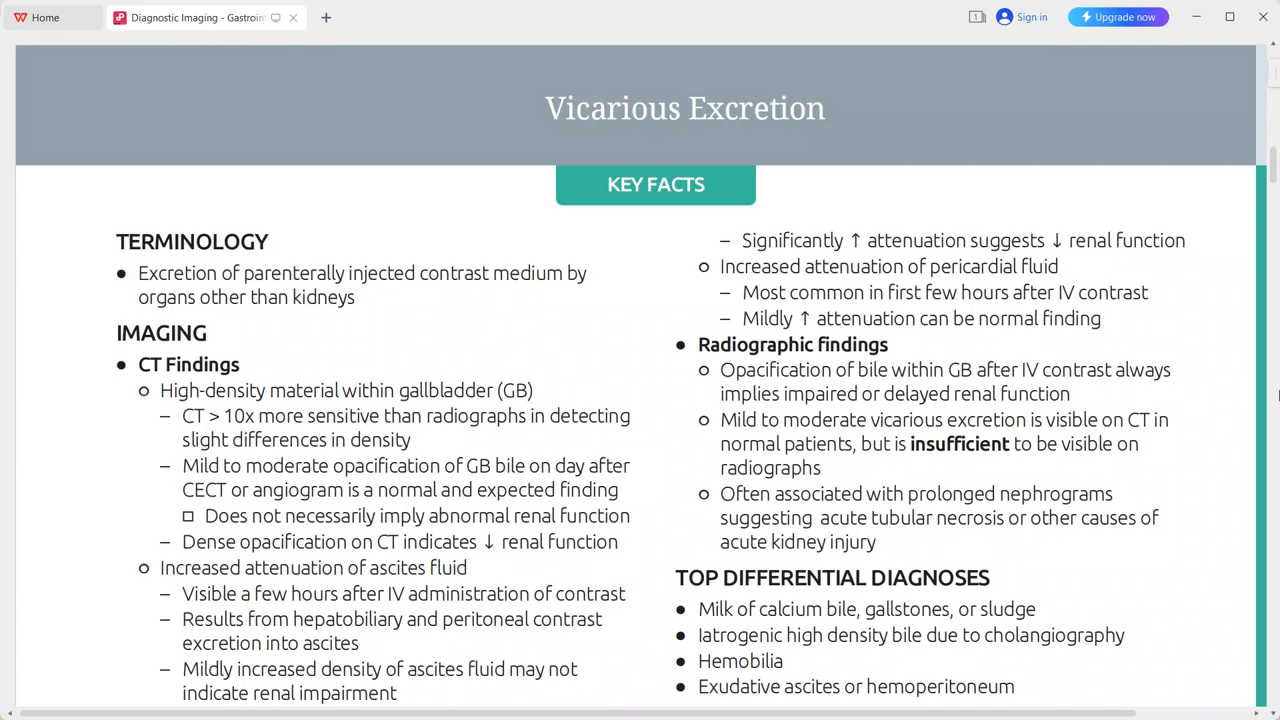 Home
Diagnostic Imaging - Gastroint
Sign in
Upgrade now
Vicarious Excretion
KEY FACTS
TERMINOLOGY
● Excretion of parenterally injected contrast medium by
organs other than kidneys
IMAGING
● CT Findings
○ High-density material within gallbladder (GB)
– CT > 10x more sensitive than radiographs in detecting
slight differences in density
– Mild to moderate opacification of GB bile on day after
CECT or angiogram is a normal and expected finding
□ Does not necessarily imply abnormal renal function
– Dense opacification on CT indicates ↓ renal function
○ Increased attenuation of ascites fluid
– Visible a few hours after IV administration of contrast
– Results from hepatobiliary and peritoneal contrast
excretion into ascites
– Mildly increased density of ascites fluid may not
indicate renal impairment
– Significantly ↑ attenuation suggests ↓ renal function
○ Increased attenuation of pericardial fluid
– Most common in first few hours after IV contrast
– Mildly ↑ attenuation can be normal finding
● Radiographic findings
○ Opacification of bile within GB after IV contrast always
implies impaired or delayed renal function
○ Mild to moderate vicarious excretion is visible on CT in
normal patients, but is insufficient to be visible on
radiographs
○ Often associated with prolonged nephrograms
suggesting acute tubular necrosis or other causes of
acute kidney injury
TOP DIFFERENTIAL DIAGNOSES
● Milk of calcium bile, gallstones, or sludge
● Iatrogenic high density bile due to cholangiography
● Hemobilia
● Exudative ascites or hemoperitoneum